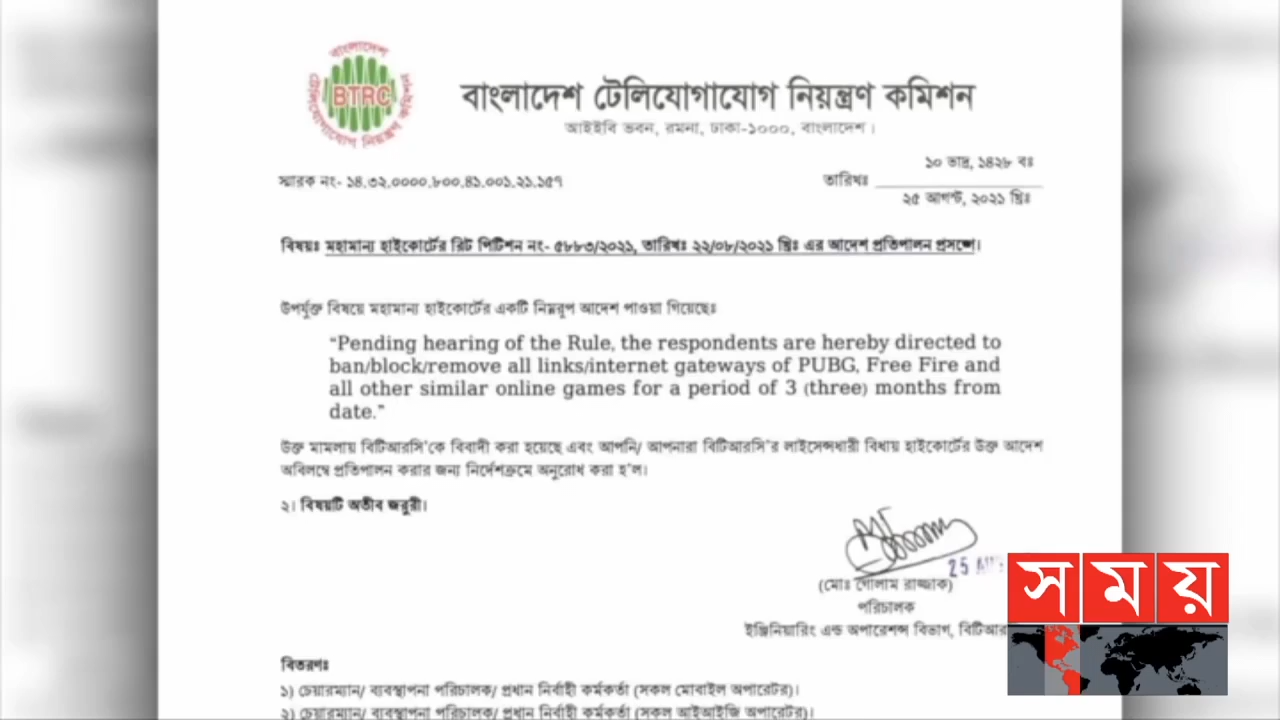 বাংলাদেশ
BTRC
টেলিযোগাযোগ নিয়ন্ত্রণ কমিশন
বাংলাদেশ টেলিযোগাযোগ নিয়ন্ত্রণ কমিশন
আইইবি ভবন, রমনা, ঢাকা-১০০০, বাংলাদেশ।
১০ ভাদ্র, ১৪২৮ বঃ
স্মারক নং- ১৪.৩২.০০০০.৮০০.৪১.০০১.২১.১৫৭ তারিখঃ
২৫ আগস্ট, ২০২১ খ্রিঃ
বিষয়ঃ মহামান্য হাইকোর্টের রিট পিটিশন নং- ৫৮৮৩/২০২১, তারিখঃ ২২/০৮/২০২১ খ্রিঃ এর আদেশ প্রতিপালন প্রসঙ্গে।
উপর্যুক্ত বিষয়ে মহামান্য হাইকোর্টের একটি নিম্নরূপ আদেশ পাওয়া গিয়েছেঃ
“Pending hearing of the Rule, the respondents are hereby directed to
ban/block/remove all links/internet gateways of PUBG, Free Fire and
all other similar online games for a period of 3 (three) months from
date.”
উক্ত মামলায় বিটিআরসি'কে বিবাদী করা হয়েছে এবং আপনি/ আপনারা বিটিআরসি'র লাইসেন্সধারী বিধায় হাইকোর্টের উক্ত আদেশ
অবিলম্বে প্রতিপালন করার জন্য নির্দেশক্রমে অনুরোধ করা হ'ল।
২। বিষয়টি অতীব জরুরী।
25 AUG
(মোঃ গোলাম রাজ্জাক)
পরিচালক
ইঞ্জিনিয়ারিং এন্ড অপারেশন্স বিভাগ, বিটিআর
সময়
বিতরণঃ
১) চেয়ারম্যান/ ব্যবস্থাপনা পরিচালক/ প্রধান নির্বাহী কর্মকর্তা (সকল মোবাইল অপারেটর)।
২) চেয়ারম্যান/ ব্যবস্থাপনা পরিচালক/ প্রধান নির্বাহী কর্মকর্তা (সকল আইআইজি অপারেটর)।